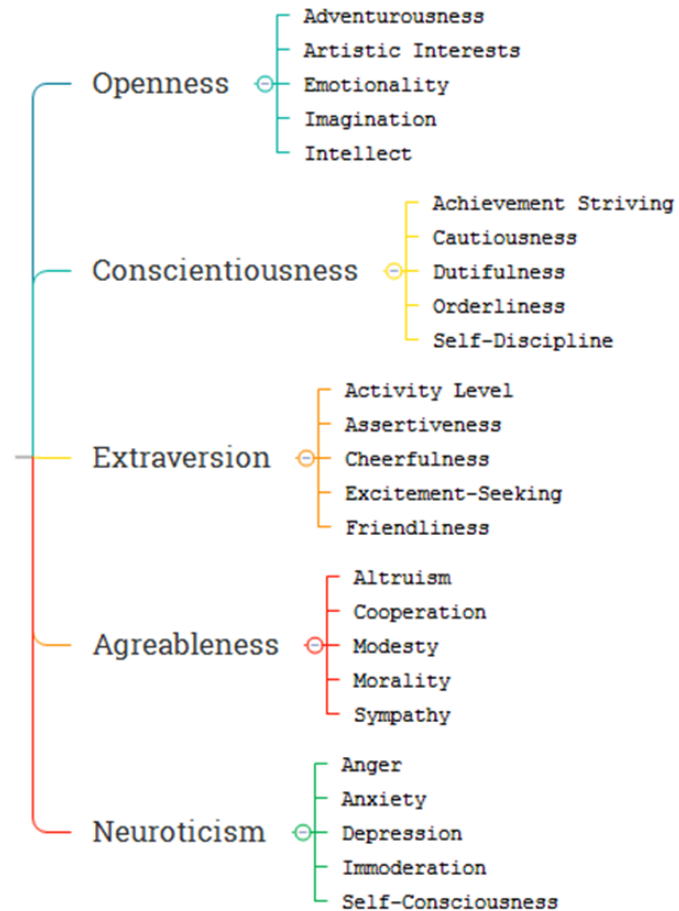 Openness
Adventurousness
Artistic Interests
Emotionality
Imagination
Intellect
Conscientiousness
Achievement Striving
Cautiousness
Dutifulness
Orderliness
Self-Discipline
Extraversion
Activity Level
Assertiveness
Cheerfulness
Excitement-Seeking
Friendliness
Agreableness
Altruism
Cooperation
Modesty
Morality
Sympathy
Neuroticism
Anger
Anxiety
Depression
Immoderation
Self-Consciousness